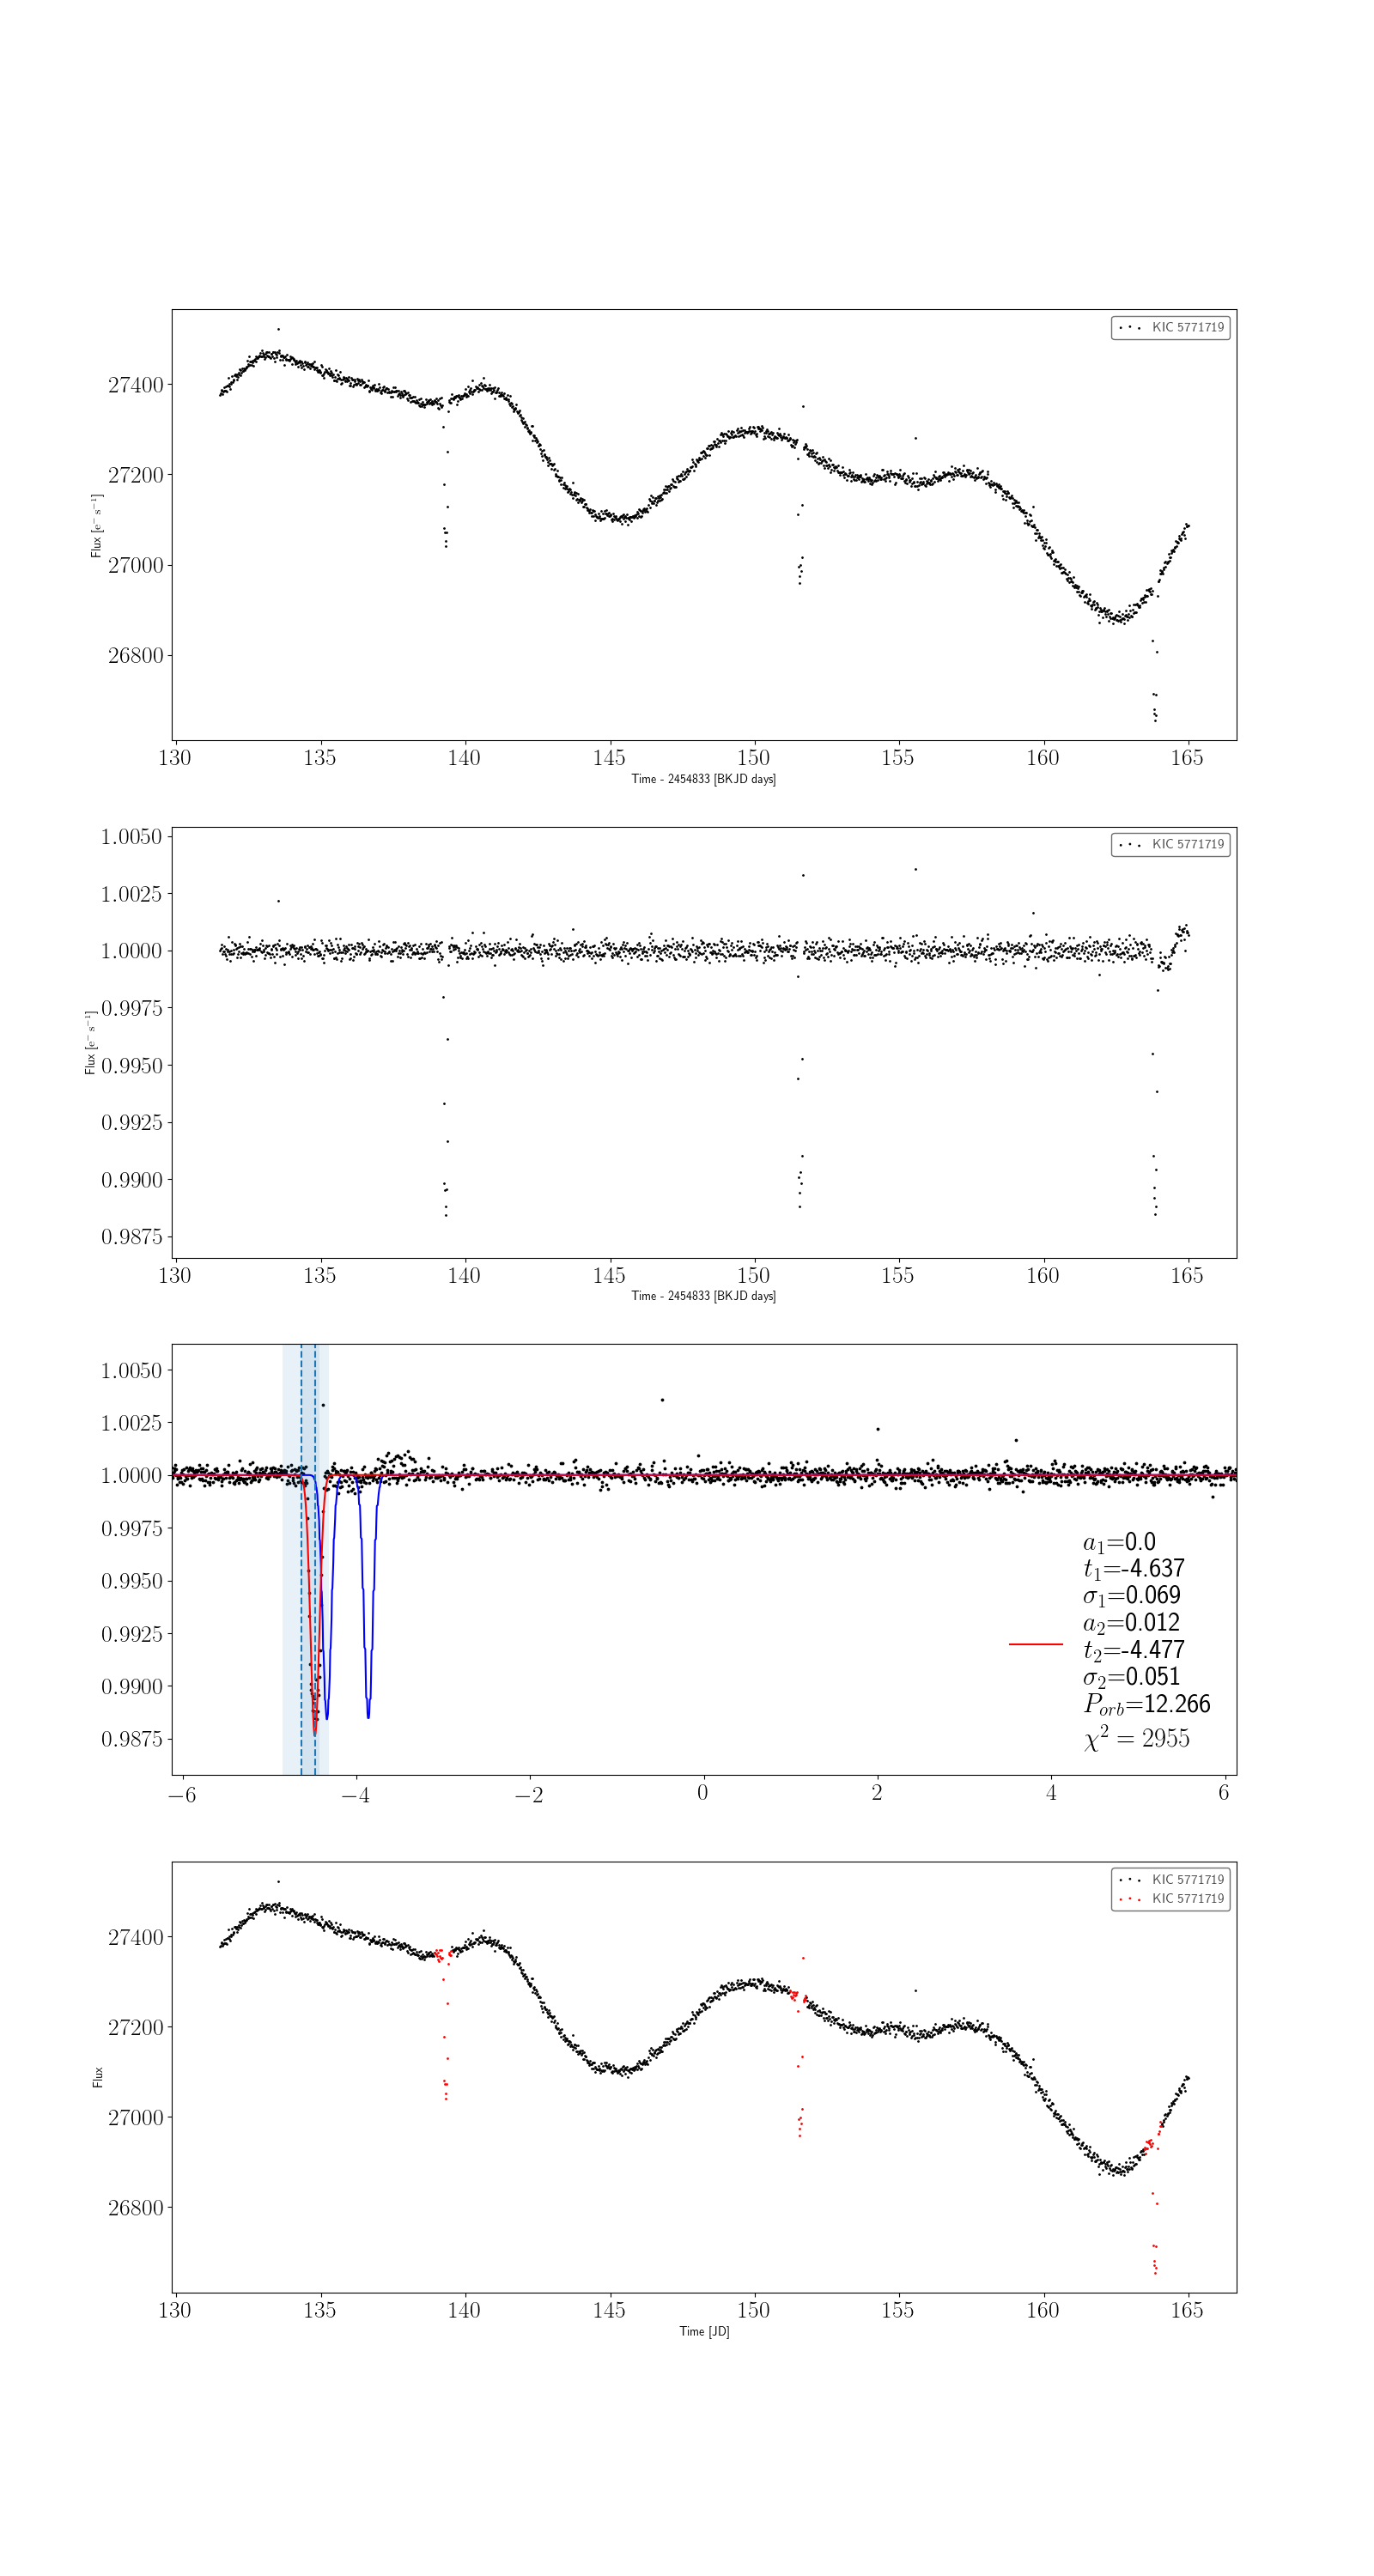 KIC 5771719
27400
27200
27000
26800
Flux [e⁻ s⁻¹]
130 135 140 145 150 155 160 165
Time - 2454833 [BKJD days]
KIC 5771719
1.0050
1.0025
1.0000
0.9975
0.9950
0.9925
0.9900
0.9875
Flux [e⁻ s⁻¹]
130 135 140 145 150 155 160 165
Time - 2454833 [BKJD days]
1.0050
1.0025
1.0000
0.9975
0.9950
0.9925
0.9900
0.9875
a₁=0.0
t₁=-4.637
σ₁=0.069
a₂=0.012
t₂=-4.477
σ₂=0.051
P_orb=12.266
χ² = 2955
−6 −4 −2 0 2 4 6
KIC 5771719
KIC 5771719
27400
27200
27000
26800
Flux
130 135 140 145 150 155 160 165
Time [JD]